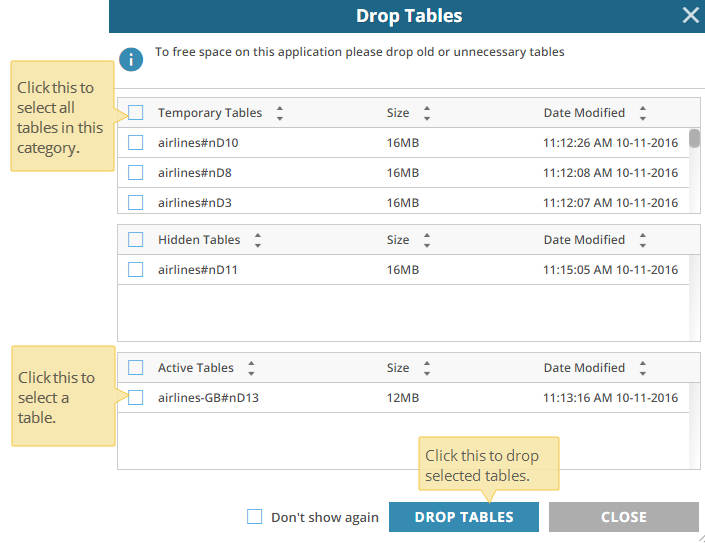 Drop Tables
To free space on this application please drop old or unnecessary tables
Click this to
select all
tables in this
category.
Temporary Tables Size Date Modified
airlines#nD10 16MB 11:12:26 AM 10-11-2016
airlines#nD8 16MB 11:12:08 AM 10-11-2016
airlines#nD3 16MB 11:12:07 AM 10-11-2016
Hidden Tables Size Date Modified
airlines#nD11 16MB 11:15:05 AM 10-11-2016
Active Tables Size Date Modified
airlines-GB#nD13 12MB 11:13:16 AM 10-11-2016
Click this to
select a
table.
Click this to drop
selected tables.
Don't show again DROP TABLES CLOSE